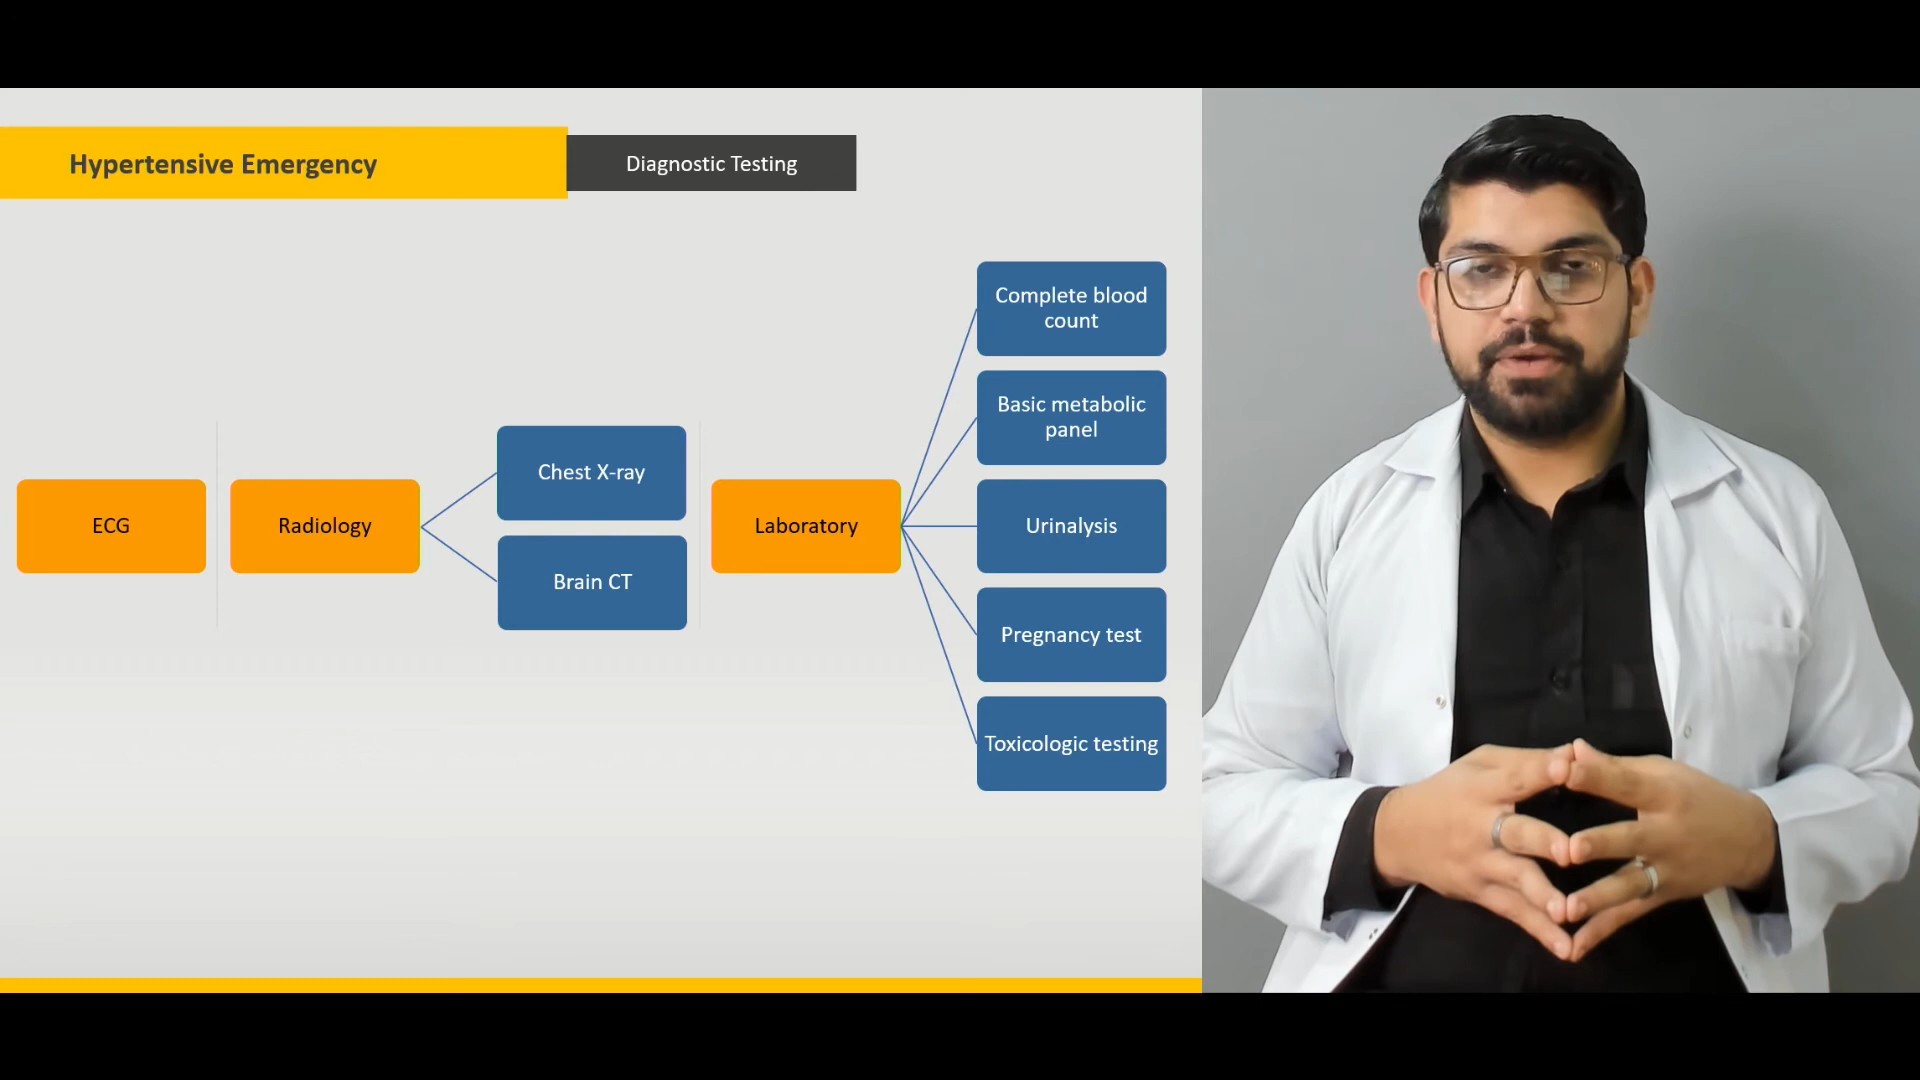 Hypertensive Emergency
Diagnostic Testing
ECG
Radiology
Chest X-ray
Brain CT
Laboratory
Complete blood
count
Basic metabolic
panel
Urinalysis
Pregnancy test
Toxicologic testing